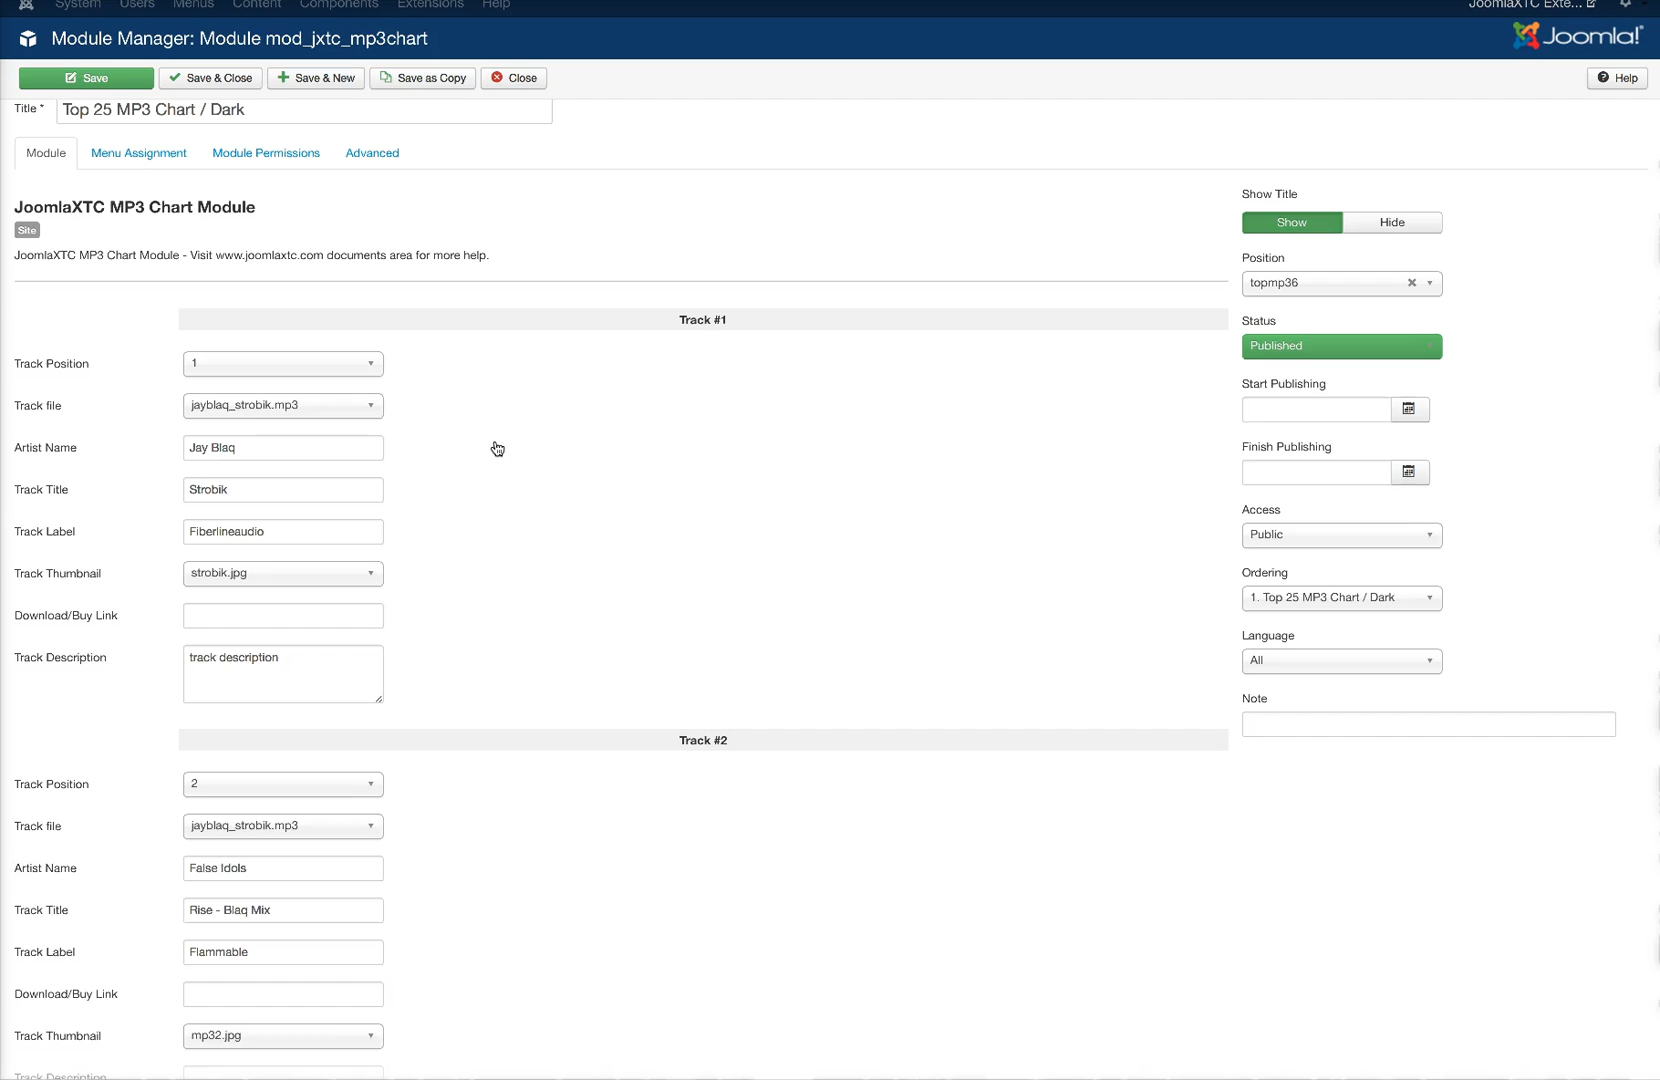 System Users Menus Content Components Extensions Help JoomlaXTC Exte...
Module Manager: Module mod_jxtc_mp3chart Joomla!
Save Save & Close Save & New Save as Copy Close Help
Title * Top 25 MP3 Chart / Dark
Module Menu Assignment Module Permissions Advanced
JoomlaXTC MP3 Chart Module
Site
JoomlaXTC MP3 Chart Module - Visit www.joomlaxtc.com documents area for more help.
Track #1
Track Position 1
Track file jayblaq_strobik.mp3
Artist Name Jay Blaq
Track Title Strobik
Track Label Fiberlineaudio
Track Thumbnail strobik.jpg
Download/Buy Link
Track Description track description
Track #2
Track Position 2
Track file jayblaq_strobik.mp3
Artist Name False Idols
Track Title Rise - Blaq Mix
Track Label Flammable
Download/Buy Link
Track Thumbnail mp32.jpg
Track Description
Show Title
Show Hide
Position
topmp36
Status
Published
Start Publishing
Finish Publishing
Access
Public
Ordering
1. Top 25 MP3 Chart / Dark
Language
All
Note